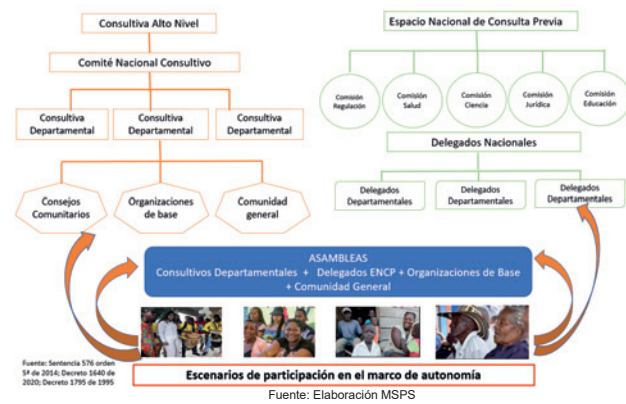 Consultiva Alto Nivel
Comité Nacional Consultivo
Consultiva
Departamental
Consultiva
Departamental
Consultiva
Departamental
Consejos
Comunitarios
Organizaciones
de base
Comunidad
general
Espacio Nacional de Consulta Previa
Comisión
Regulación
Comisión
Salud
Comisión
Ciencia
Comisión
Jurídica
Comisión
Educación
Delegados Nacionales
Delegados
Departamentales
Delegados
Departamentales
Delegados
Departamentales
ASAMBLEAS
Consultivos Departamentales + Delegados ENCP + Organizaciones de Base
+ Comunidad General
Fuente: Sentencia 576 orden
5ª de 2014; Decreto 1640 de
2020; Decreto 1795 de 1995
Escenarios de participación en el marco de autonomía
Fuente: Elaboración MSPS